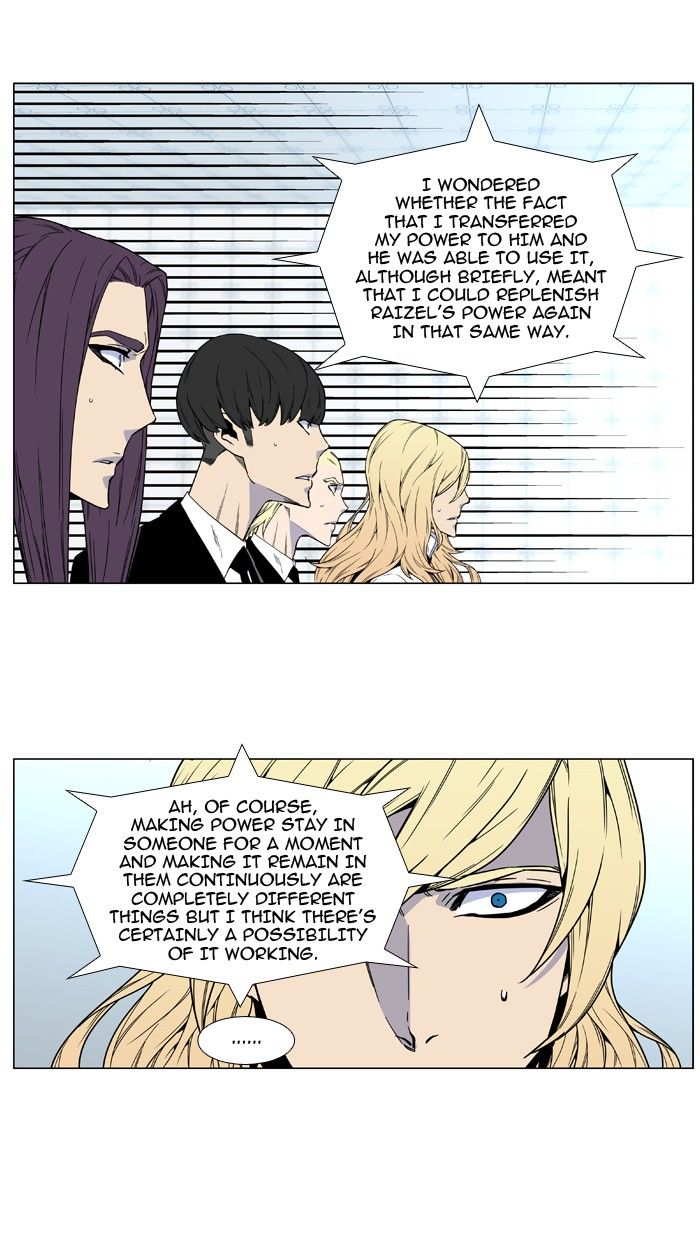 I WONDERED
WHETHER THE FACT
THAT I TRANSFERRED
MY POWER TO HIM AND
HE WAS ABLE TO USE IT,
ALTHOUGH BRIEFLY, MEANT
THAT I COULD REPLENISH
RAIZEL'S POWER AGAIN
IN THAT SAME WAY.
AH, OF COURSE,
MAKING POWER STAY IN
SOMEONE FOR A MOMENT
AND MAKING IT REMAIN IN
THEM CONTINUOUSLY ARE
COMPLETELY DIFFERENT
THINGS BUT I THINK THERE'S
CERTAINLY A POSSIBILITY
OF IT WORKING.
......